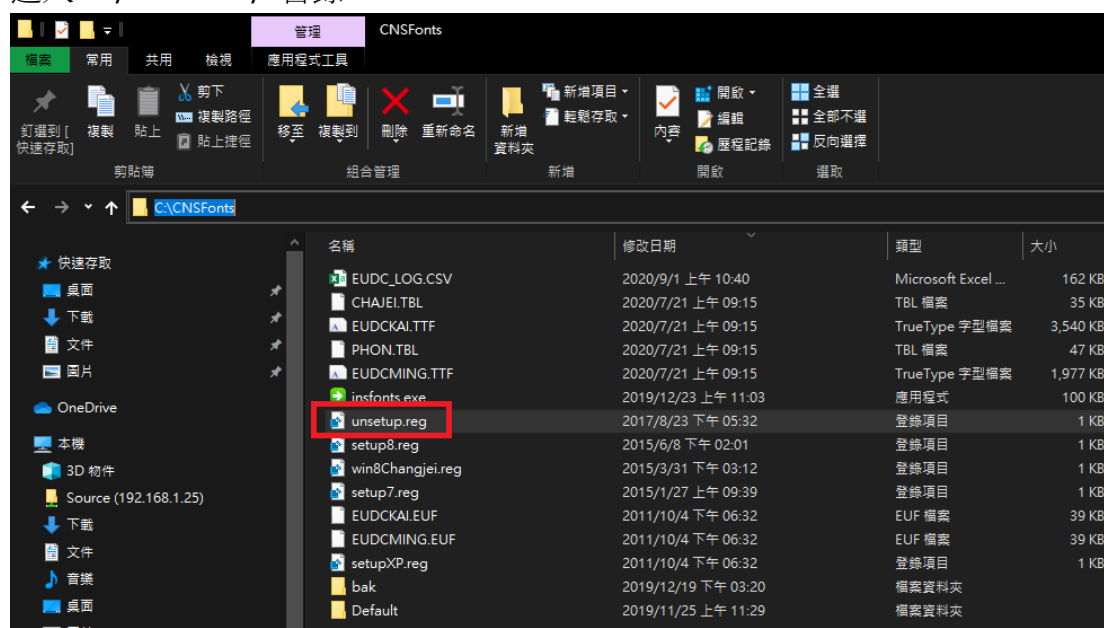 管理
CNSFonts
檔案
常用
共用
檢視
應用程式工具
釘選到 [
快速存取]
複製
貼上
剪下
複製路徑
貼上捷徑
剪貼簿
移至
複製到
刪除
重新命名
組合管理
新增
資料夾
新增項目
輕鬆存取
新增
內容
開啟
編輯
歷程記錄
開啟
全選
全部不選
反向選擇
選取
C:\CNSFonts
名稱
修改日期
類型
大小
快速存取
桌面
下載
文件
圖片
OneDrive
本機
3D 物件
Source (192.168.1.25)
下載
文件
音樂
桌面
EUDC_LOG.CSV 2020/9/1 上午 10:40 Microsoft Excel ... 162 KB
CHAJEI.TBL 2020/7/21 上午 09:15 TBL 檔案 35 KB
EUDCKAI.TTF 2020/7/21 上午 09:15 TrueType 字型檔案 3,540 KB
PHON.TBL 2020/7/21 上午 09:15 TBL 檔案 47 KB
EUDCMING.TTF 2020/7/21 上午 09:15 TrueType 字型檔案 1,977 KB
insfonts.exe 2019/12/23 上午 11:03 應用程式 100 KB
unsetup.reg 2017/8/23 下午 05:32 登錄項目 1 KB
setup8.reg 2015/6/8 下午 02:01 登錄項目 1 KB
win8Changjei.reg 2015/3/31 下午 03:12 登錄項目 1 KB
setup7.reg 2015/1/27 上午 09:39 登錄項目 1 KB
EUDCKAI.EUF 2011/10/4 下午 06:32 EUF 檔案 39 KB
EUDCMING.EUF 2011/10/4 下午 06:32 EUF 檔案 39 KB
setupXP.reg 2011/10/4 下午 06:32 登錄項目 1 KB
bak 2019/12/19 下午 03:20 檔案資料夾
Default 2019/11/25 上午 11:29 檔案資料夾